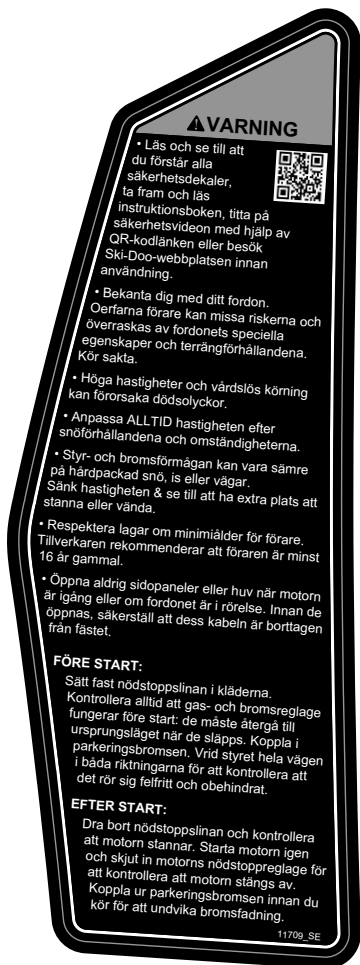 VARNING
• Läs och se till att
du förstår alla
säkerhetsdekaler,
ta fram och läs
instruktionsboken, titta på
säkerhetsvideon med hjälp av
QR-kodlänken eller besök
Ski-Doo-webbplatsen innan
användning.
• Bekanta dig med ditt fordon.
Oerfarna förare kan missa riskerna och
överraskas av fordonets speciella
egenskaper och terrängförhållandena.
Kör sakta.
• Höga hastigheter och vårdslös körning
kan förorsaka dödsolyckor.
• Anpassa ALLTID hastigheten efter
snöförhållandena och omständigheterna.
• Styr- och bromsförmågan kan vara sämre
på hårdpackad snö, is eller vägar.
Sänk hastigheten & se till att ha extra plats att
stanna eller vända.
• Respektera lagar om minimiålder för förare.
Tillverkaren rekommenderar att föraren är minst
16 år gammal.
• Öppna aldrig sidopaneler eller huv när motorn
är igång eller om fordonet är i rörelse. Innan de
öppnas, säkerställ att dess kabeln är borttagen
från fästet.
FÖRE START:
Sätt fast nödstoppslinan i kläderna.
Kontrollera alltid att gas- och bromsreglage
fungerar före start: de måste återgå till
ursprungsläget när de släpps. Koppla i
parkeringsbromsen. Vrid styret hela vägen
i båda riktningarna för att kontrollera att
det rör sig felfritt och obehindrat.
EFTER START:
Dra bort nödstoppslinan och kontrollera
att motorn stannar. Starta motorn igen
och skjut in motorns nödstoppreglage för
att kontrollera att motorn stängs av.
Koppla ur parkeringsbromsen innan du
kör för att undvika bromsfadning.
11709_SE